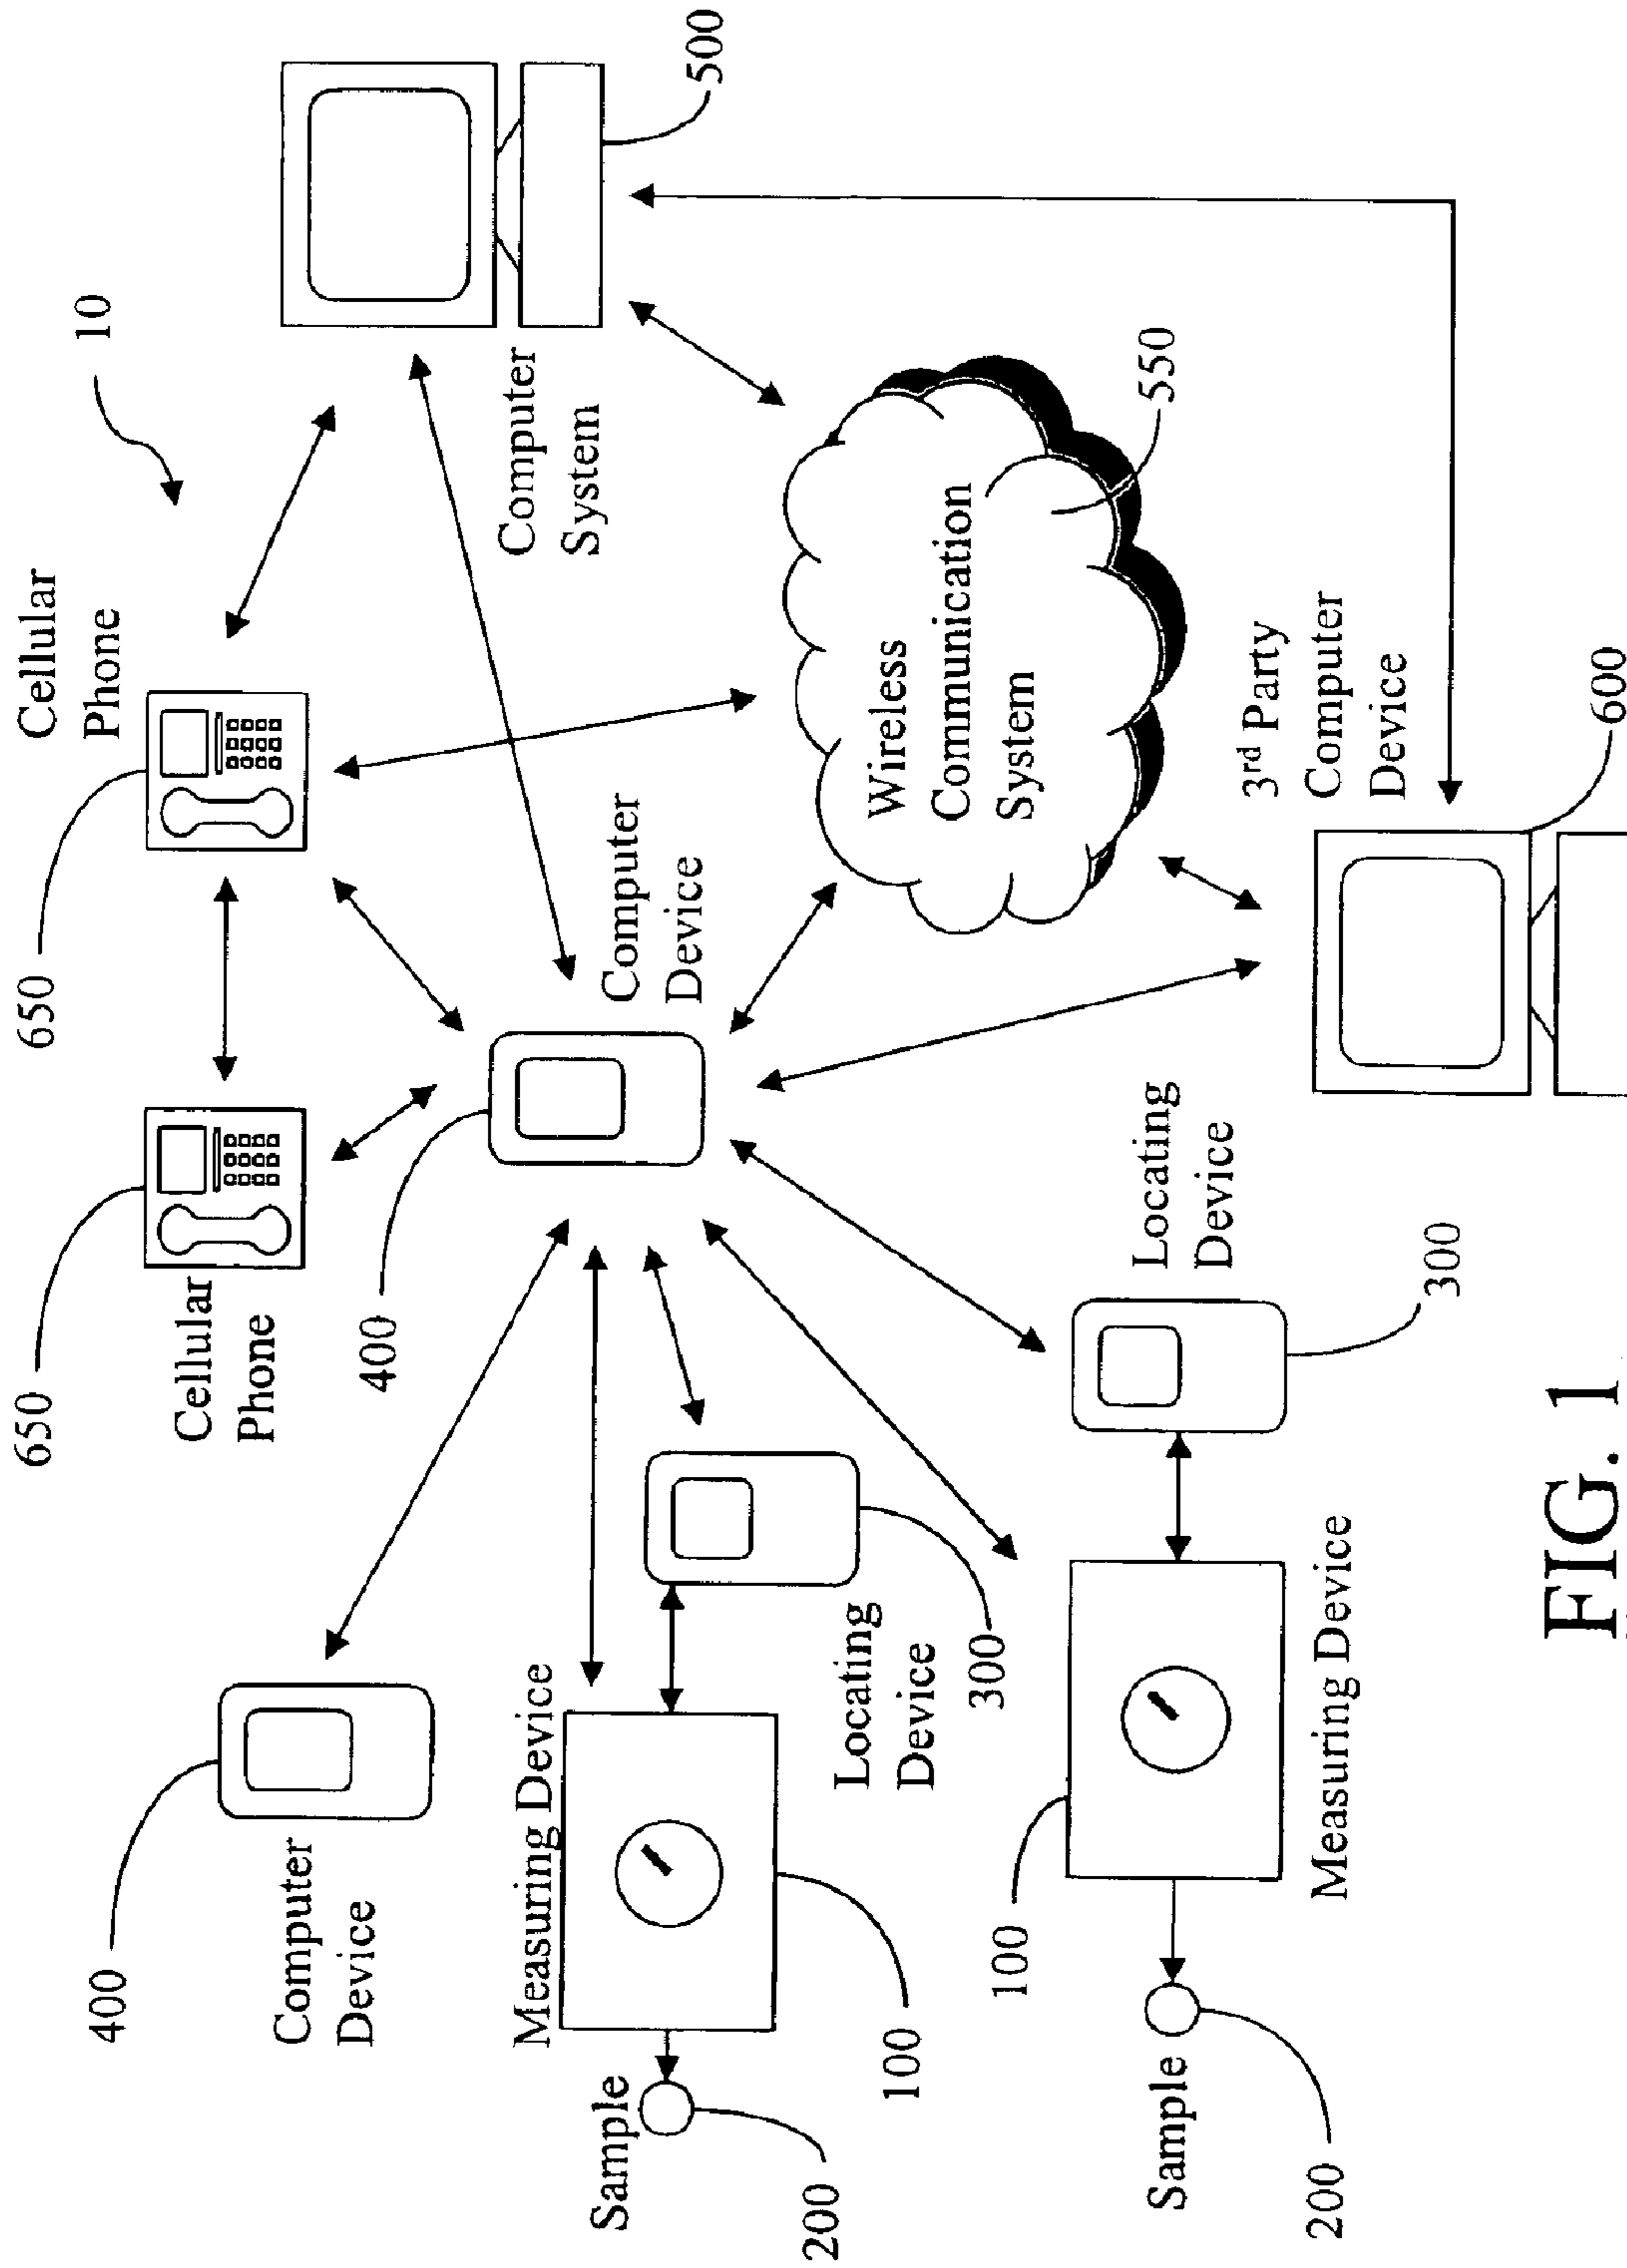 10
650
Cellular
Phone
650
Cellular
Phone
500
Computer
System
400
Computer
Device
400
Computer
Device
Wireless
Communication
System
550
3rd Party
Computer
Device
600
Measuring Device
Locating
Device
300
Sample
200
100
Locating
Device
300
100
Measuring Device
Sample
200
FIG. 1